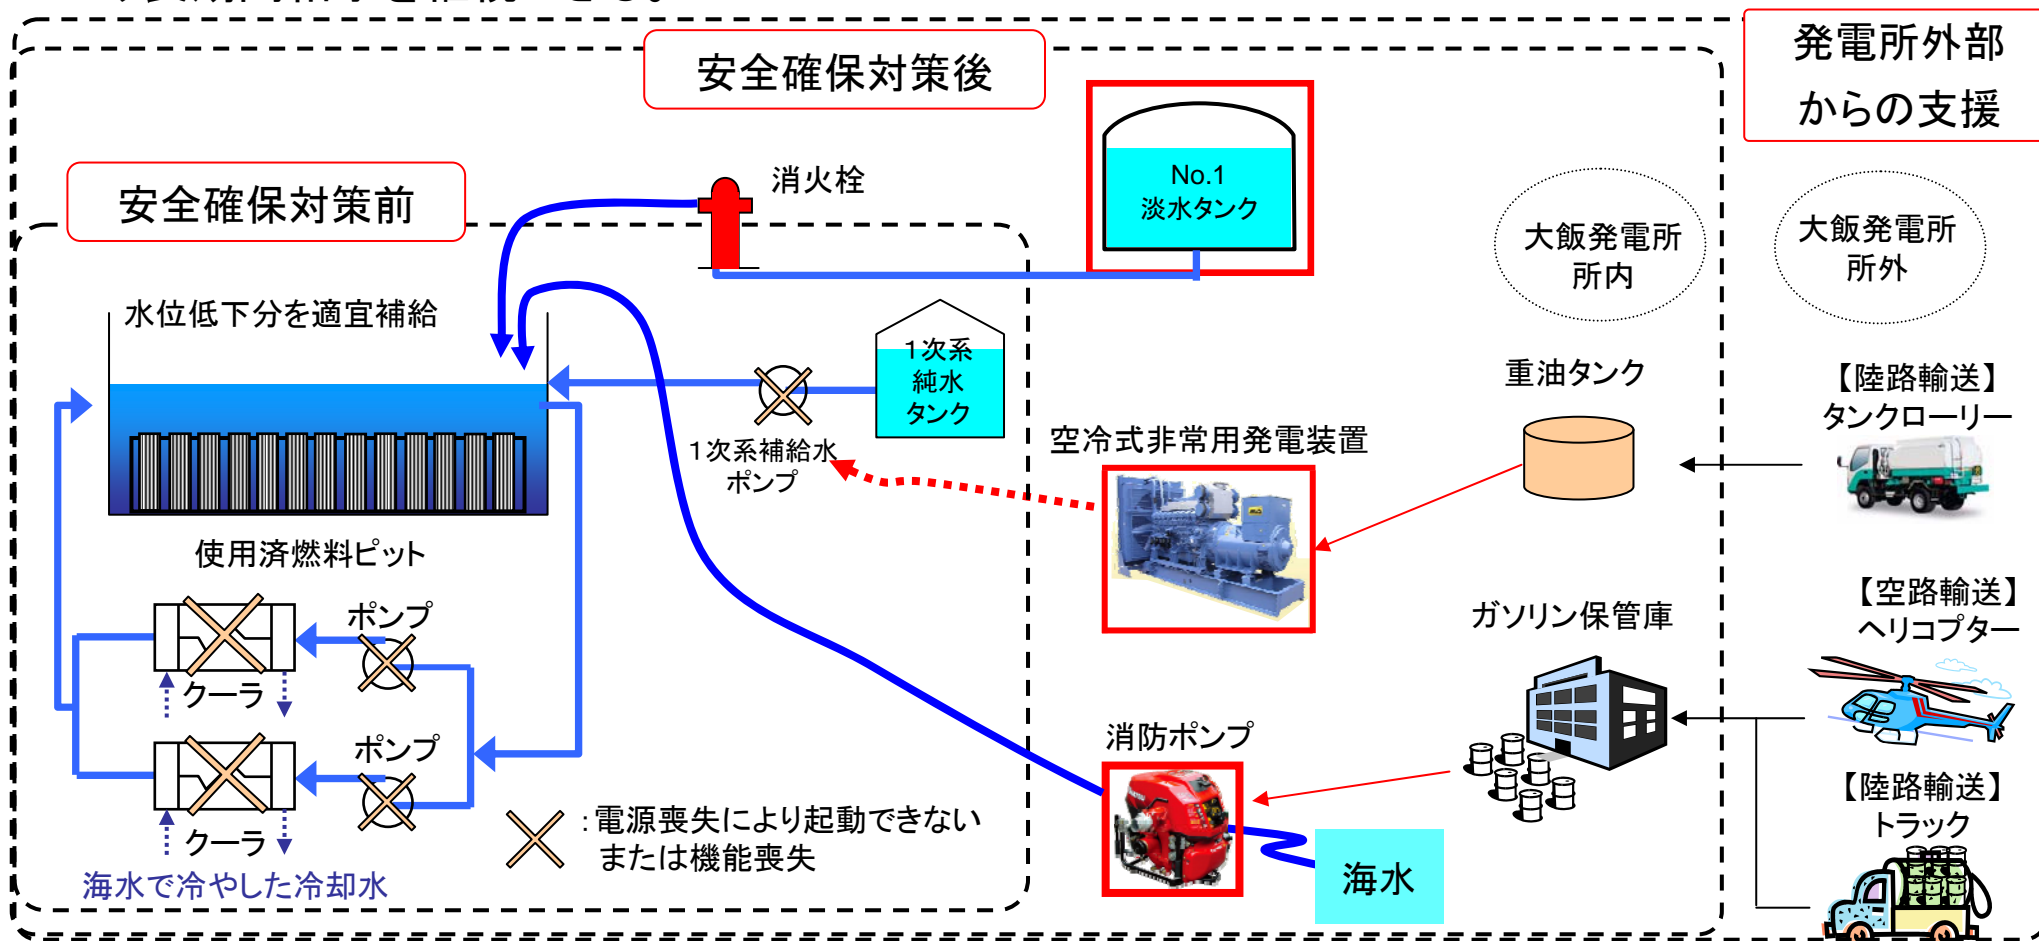 安全確保対策後
発電所外部
からの支援
安全確保対策前
消火栓
No.1
淡水タンク
大飯発電所
所内
大飯発電所
所外
水位低下分を適宜補給
1次系
純水
タンク
1次系補給水
ポンプ
重油タンク
【陸路輸送】
タンクローリー
空冷式非常用発電装置
使用済燃料ピット
ポンプ
クーラ
ポンプ
クーラ
海水で冷やした冷却水
：電源喪失により起動できない
または機能喪失
ガソリン保管庫
【空路輸送】
ヘリコプター
消防ポンプ
海水
【陸路輸送】
トラック